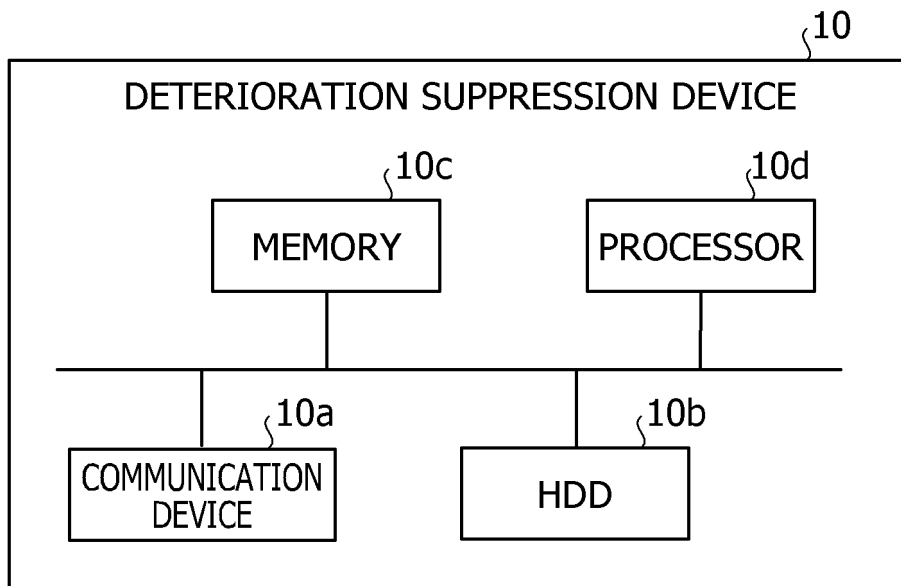 10
DETERIORATION SUPPRESSION DEVICE
10c
10d
MEMORY
PROCESSOR
10a
10b
COMMUNICATION
DEVICE
HDD